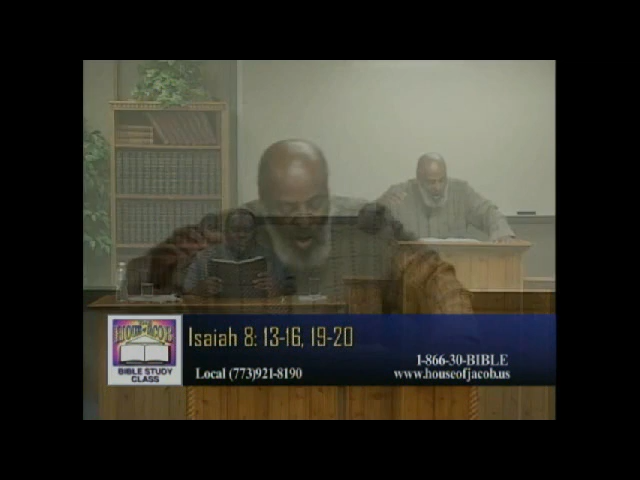 Isaiah 8: 13-16, 19-20
HOUSE OF JACOB
BIBLE STUDY
CLASS
Local (773)921-8190
1-866-30-BIBLE
www.houseofjacob.us